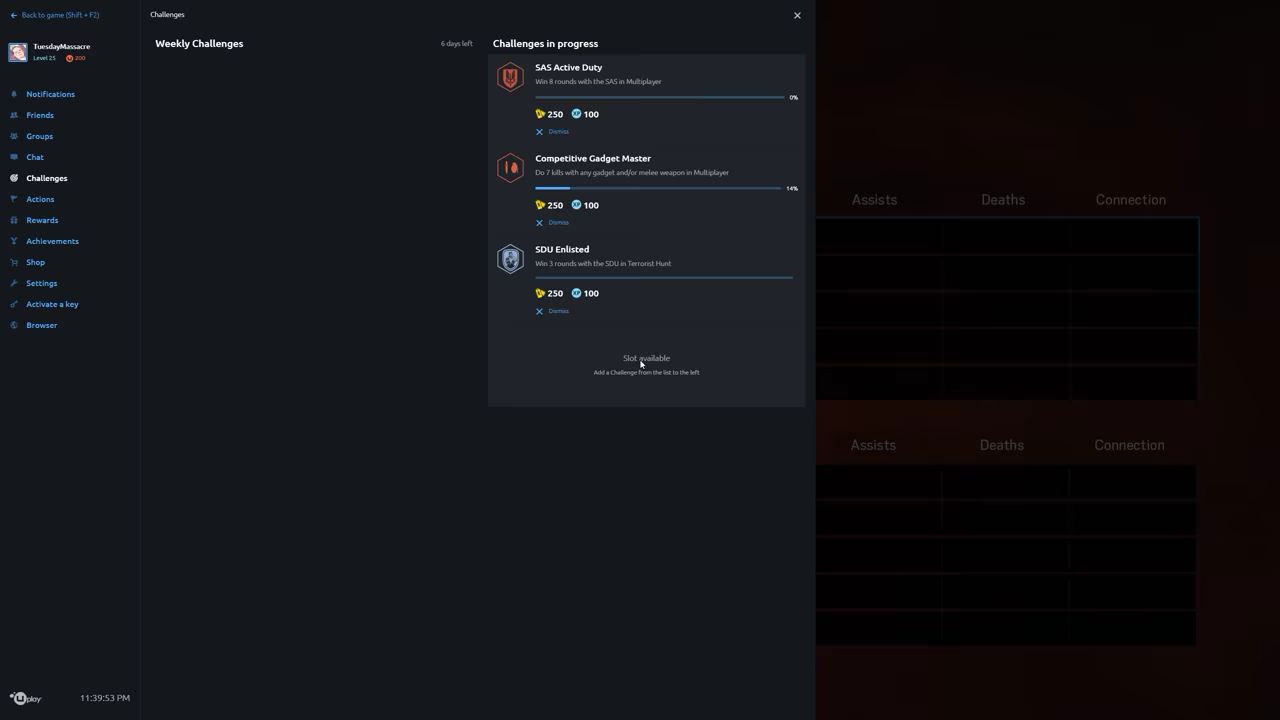 Back to game (Shift + F2)
Challenges
TuesdayMassacre
Level 25 200
Weekly Challenges 6 days left
Notifications
Friends
Groups
Chat
Challenges
Actions
Rewards
Achievements
Shop
Settings
Activate a key
Browser
Challenges in progress
SAS Active Duty
Win 8 rounds with the SAS in Multiplayer
0%
250 XP 100
Dismiss
Competitive Gadget Master
Do 7 kills with any gadget and/or melee weapon in Multiplayer
14%
250 XP 100
Dismiss
SDU Enlisted
Win 3 rounds with the SDU in Terrorist Hunt
250 XP 100
Dismiss
Slot available
Add a Challenge from the list to the left
Assists Deaths Connection
Assists Deaths Connection
uplay 11:39:53 PM